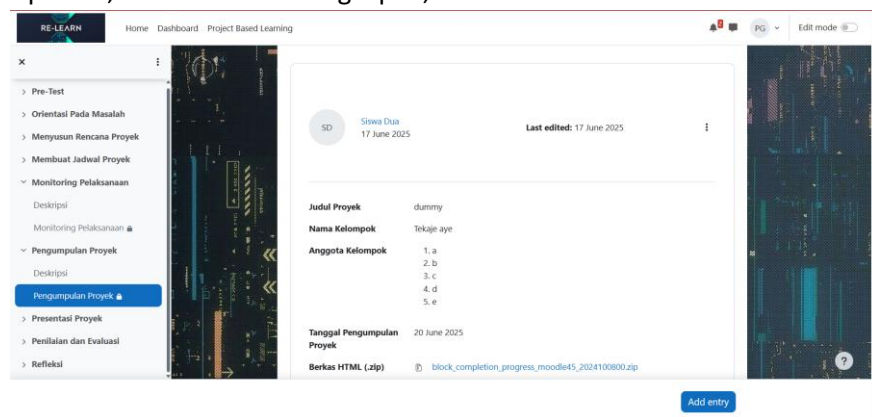 RE-LEARN Home Dashboard Project Based Learning 2 PG Edit mode
Pre-Test
Orientasi Pada Masalah
Menyusun Rencana Proyek
Membuat Jadwal Proyek
Monitoring Pelaksanaan
Deskripsi
Monitoring Pelaksanaan
Pengumpulan Proyek
Deskripsi
Pengumpulan Proyek
Presentasi Proyek
Penilaian dan Evaluasi
Refleksi
SD
Siswa Dua
17 June 2025
Last edited: 17 June 2025
Judul Proyek dummy
Nama Kelompok Tekaje aye
Anggota Kelompok 1. a
2. b
3. c
4. d
5. e
Tanggal Pengumpulan 20 June 2025
Proyek
Berkas HTML (.zip) block_completion_progress_moodle45_2024100800.zip
?
Add entry